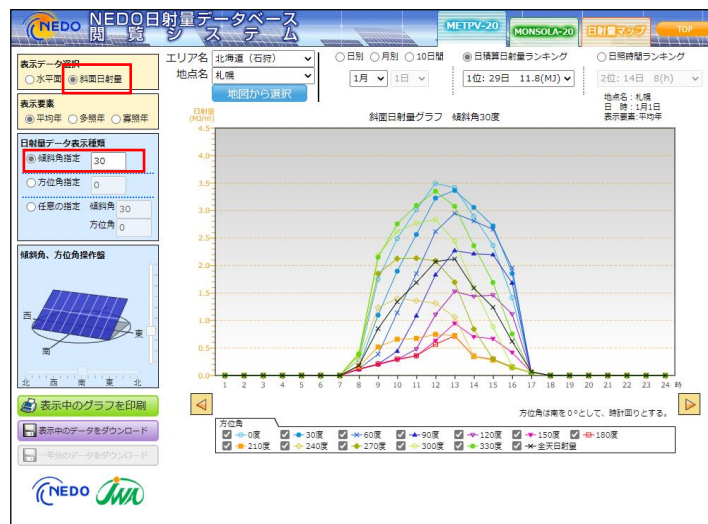 NEDO
NEDO日射量データベース
閲覧システム
METPV-20
MONSOLA-20
日射量マップ
TOP
表示データ選択
水平面
斜面日射量
エリア名
北海道 (石狩)
地点名
札幌
地図から選択
日別
月別
10日間
1月
1日
日積算日射量ランキング
1位: 29日 11.8(MJ)
日照時間ランキング
2位: 14日 8(h)
地点名:札幌
日 時:1月1日
表示要素:平均年
表示要素
平均年
多照年
寡照年
日射量データ表示種類
傾斜角指定
30
方位角指定
0
任意の指定
傾斜角
30
方位角
0
傾斜角、方位角操作盤
西
東
南
北 西 南 東 北
日射量
(MJ/㎡)
斜面日射量グラフ 傾斜角30度
4.5
4.0
3.5
3.0
2.5
2.0
1.5
1.0
0.5
0.0
1 2 3 4 5 6 7 8 9 10 11 12 13 14 15 16 17 18 19 20 21 22 23 24 時
方位角は南を0°として、時計回りとする。
方位角
0度 30度 60度 90度 120度 150度 180度
210度 240度 270度 300度 330度 全天日射量
表示中のグラフを印刷
表示中のデータをダウンロード
一年分のデータをダウンロード
NEDO
JWA